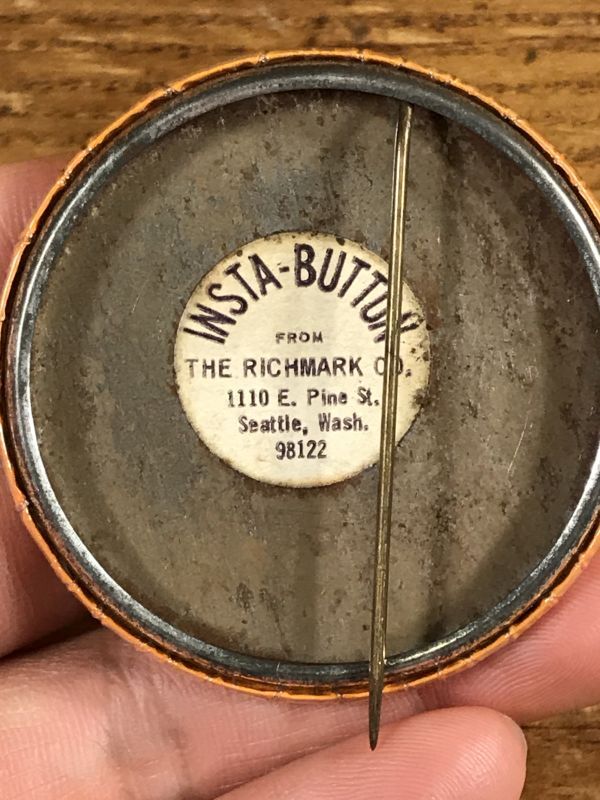 INSTA-BUTTON
FROM
THE RICHMARK CO.
1110 E. Pine St.
Seattle, Wash.
98122